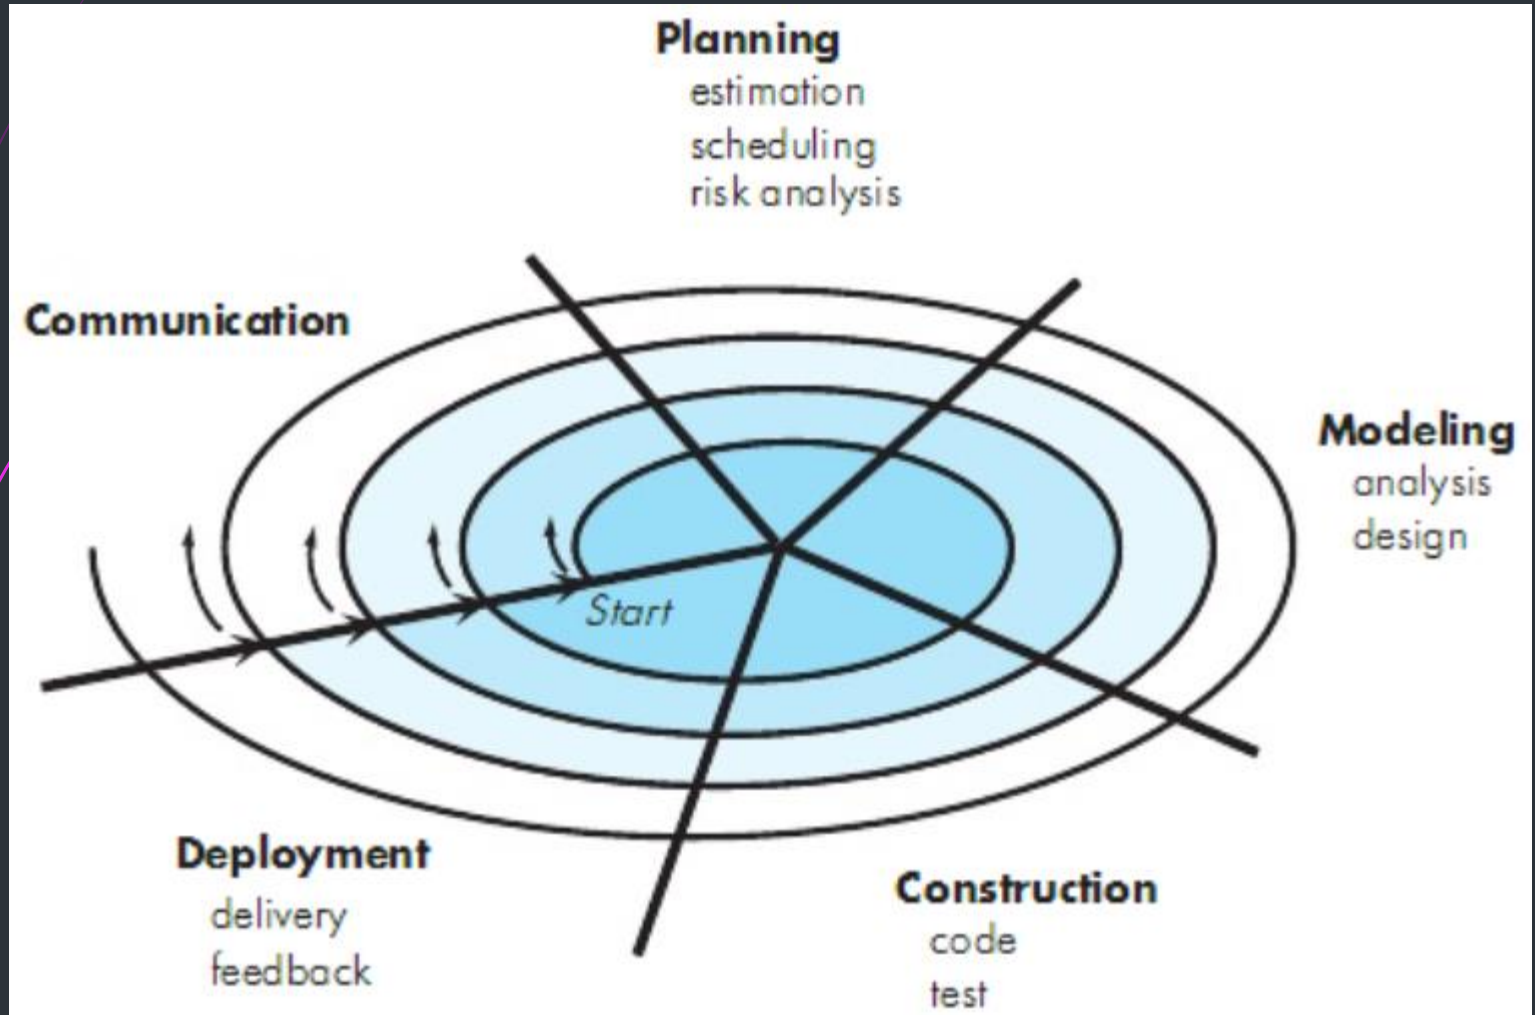 Planning
estimation
scheduling
risk analysis
Communication
Modeling
analysis
design
Start
Deployment
delivery
feedback
Construction
code
test